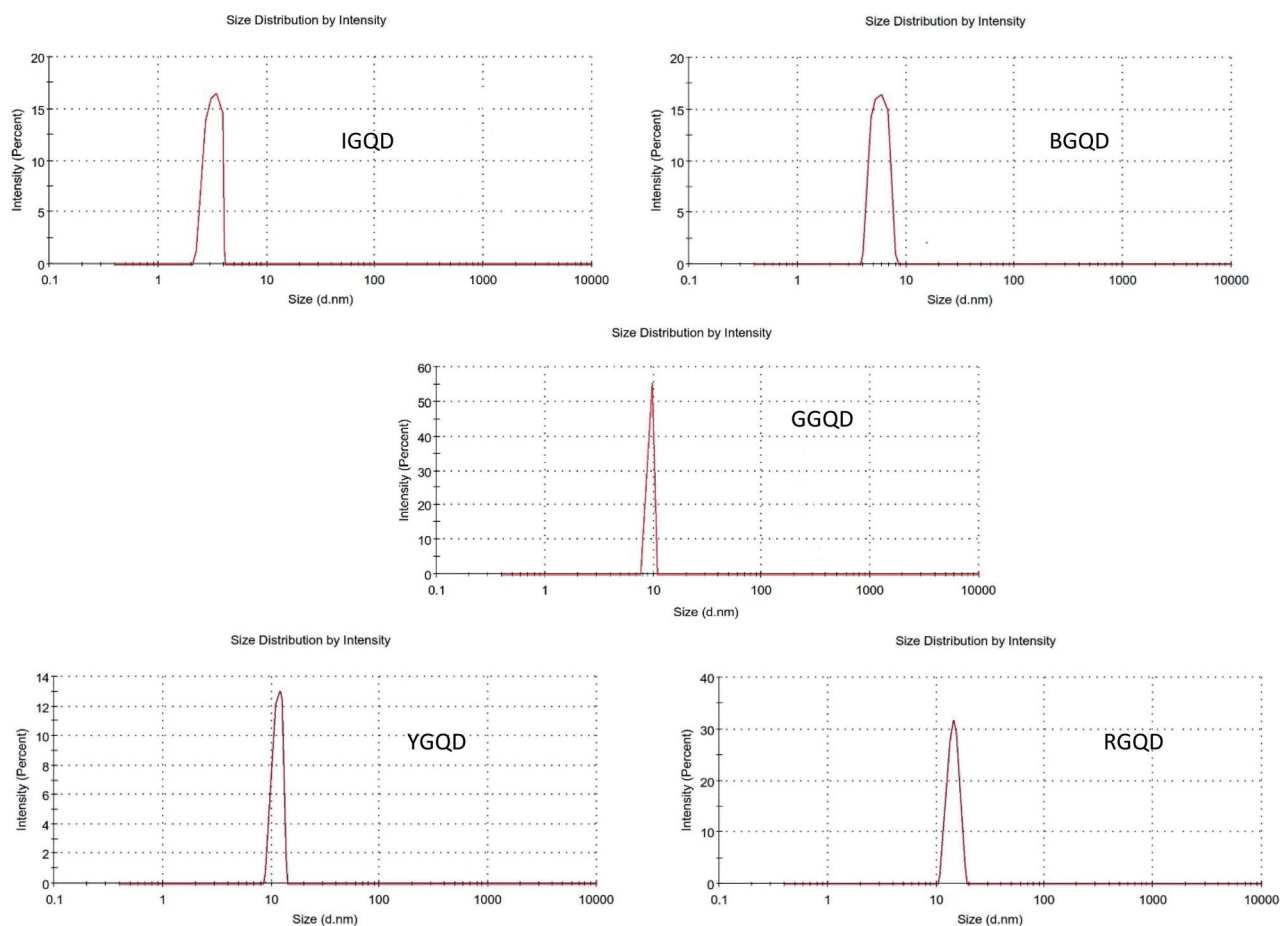 Size Distribution by Intensity
Intensity (Percent)
20
15
10
5
0
IGQD
0.1 1 10 100 1000 10000
Size (d.nm)
Size Distribution by Intensity
Intensity (Percent)
20
15
10
5
0
BGQD
0.1 1 10 100 1000 10000
Size (d.nm)
Size Distribution by Intensity
Intensity (Percent)
60
50
40
30
20
10
0
GGQD
0.1 1 10 100 1000 10000
Size (d.nm)
Size Distribution by Intensity
Intensity (Percent)
14
12
10
8
6
4
2
0
YGQD
0.1 1 10 100 1000 10000
Size (d.nm)
Size Distribution by Intensity
Intensity (Percent)
40
30
20
10
0
RGQD
0.1 1 10 100 1000 10000
Size (d.nm)